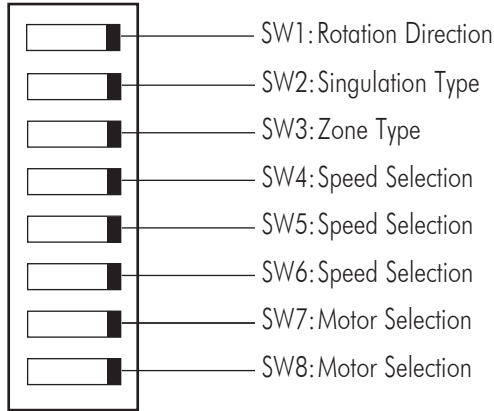 SW1: Rotation Direction
SW2: Singulation Type
SW3: Zone Type
SW4: Speed Selection
SW5: Speed Selection
SW6: Speed Selection
SW7: Motor Selection
SW8: Motor Selection